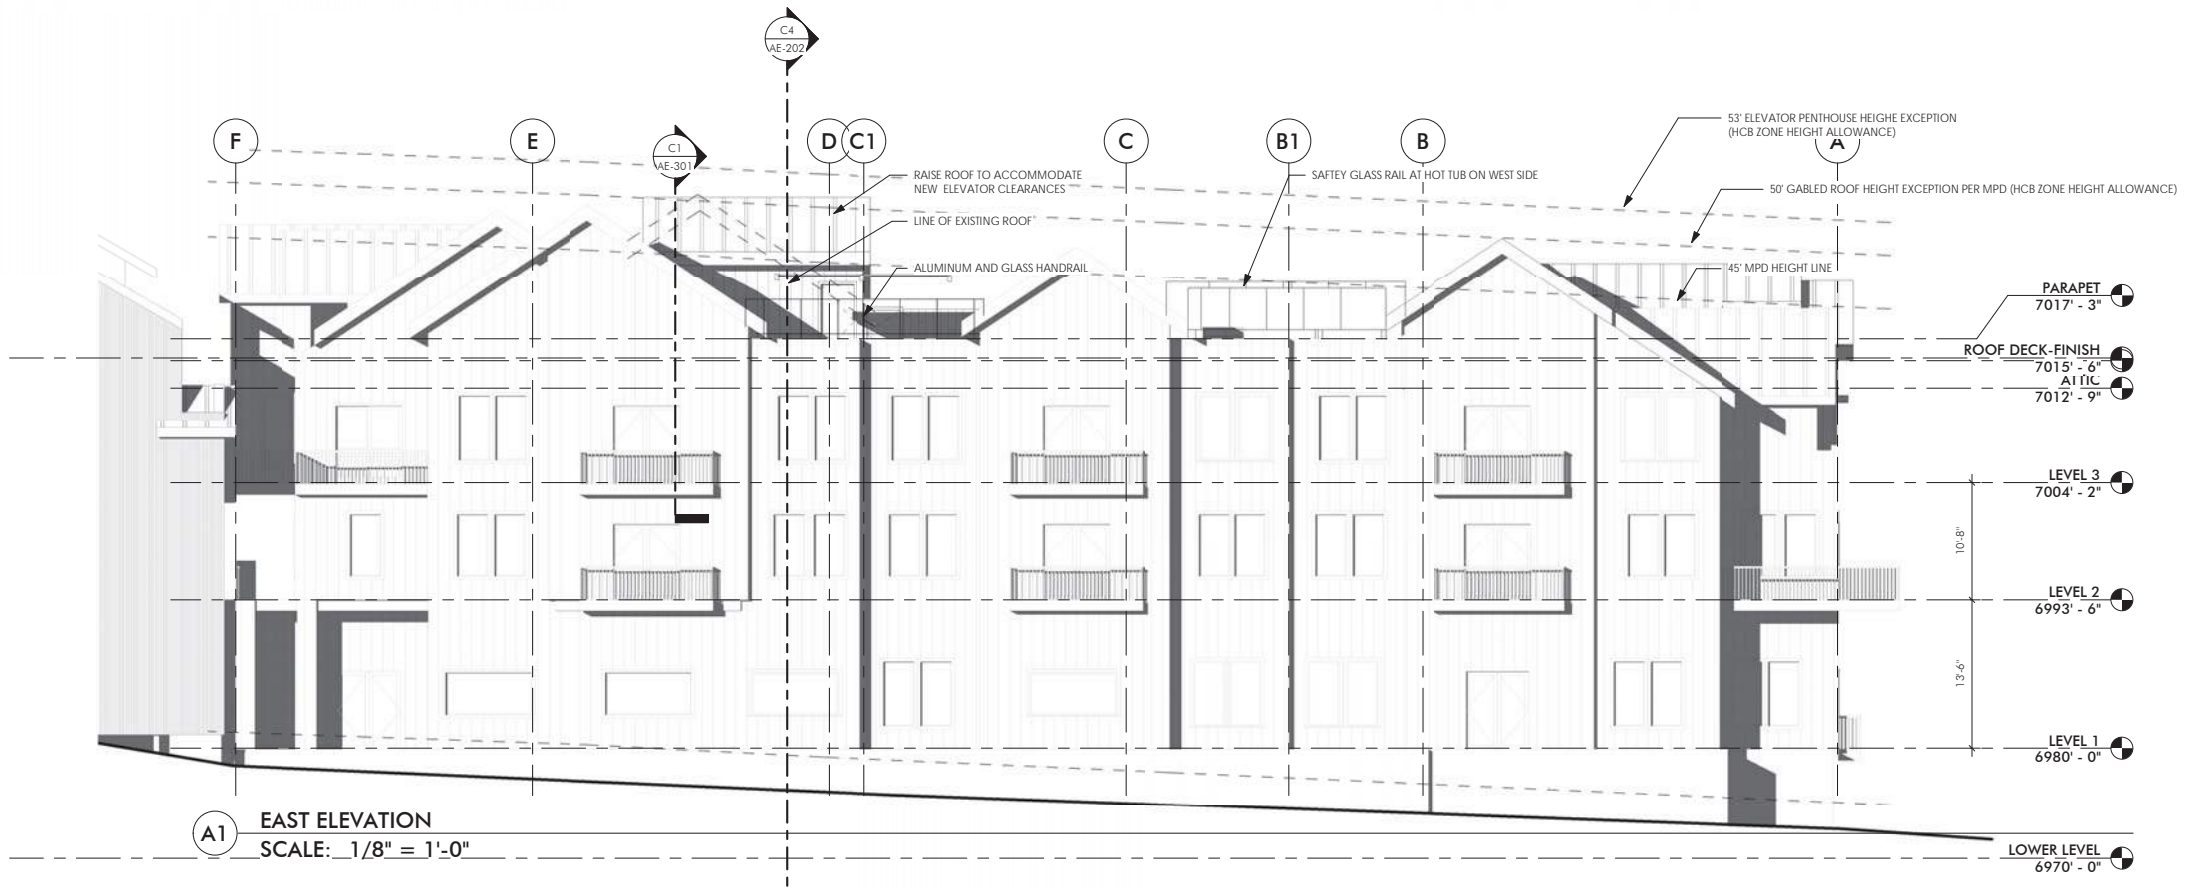 C4
AE-202
F
E
C1
AE-301
D
C1
C
B1
B
A
53' ELEVATOR PENTHOUSE HEIGHE EXCEPTION
(HCB ZONE HEIGHT ALLOWANCE)
RAISE ROOF TO ACCOMMODATE
NEW ELEVATOR CLEARANCES
SAFTEY GLASS RAIL AT HOT TUB ON WEST SIDE
50' GABLED ROOF HEIGHT EXCEPTION PER MPD (HCB ZONE HEIGHT ALLOWANCE)
LINE OF EXISTING ROOF
ALUMINUM AND GLASS HANDRAIL
45' MPD HEIGHT LINE
PARAPET
7017' - 3"
ROOF DECK-FINISH
7015' - 6"
ATTIC
7012' - 9"
LEVEL 3
7004' - 2"
10'-8"
LEVEL 2
6993' - 6"
13'-6"
LEVEL 1
6980' - 0"
A1
EAST ELEVATION
SCALE: 1/8" = 1'-0"
LOWER LEVEL
6970' - 0"